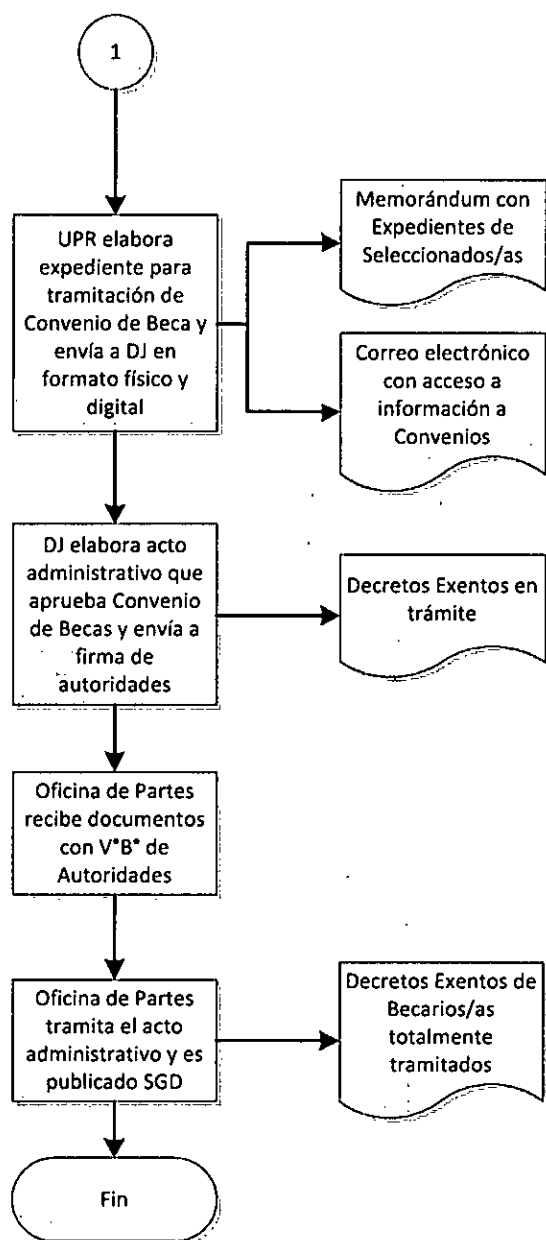 1
UPR elabora
expediente para
tramitación de
Convenio de Beca y
envía a DJ en
formato físico y
digital
Memorándum con
Expedientes de
Seleccionados/as
Correo electrónico
con acceso a
información a
Convenios
DJ elabora acto
administrativo que
aprueba Convenio
de Becas y envía a
firma de
autoridades
Decretos Exentos en
trámite
Oficina de Partes
recibe documentos
con V°B° de
Autoridades
Oficina de Partes
tramita el acto
administrativo y es
publicado SGD
Decretos Exentos de
Becarios/as
totalmente
tramitados
Fin